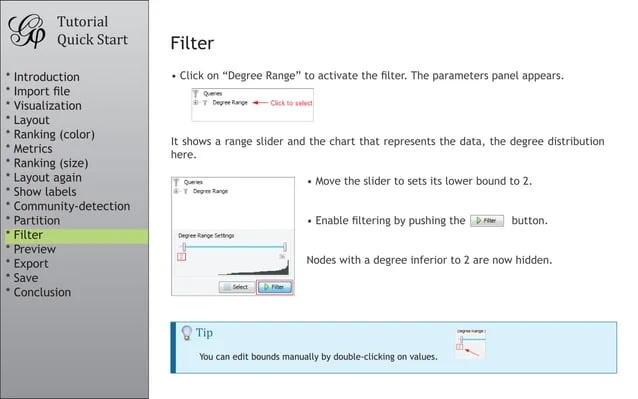 Tutorial
Quick Start
* Introduction
* Import file
* Visualization
* Layout
* Ranking (color)
* Metrics
* Ranking (size)
* Layout again
* Show labels
* Community-detection
* Partition
* Filter
* Preview
* Export
* Save
* Conclusion
Filter
• Click on “Degree Range” to activate the filter. The parameters panel appears.
Queries
Degree Range
Click to select
It shows a range slider and the chart that represents the data, the degree distribution
here.
Queries
Degree Range
Degree Range Settings
2 36
Select Filter
• Move the slider to sets its lower bound to 2.
• Enable filtering by pushing the Filter button.
Nodes with a degree inferior to 2 are now hidden.
Tip
You can edit bounds manually by double-clicking on values.
Degree Range